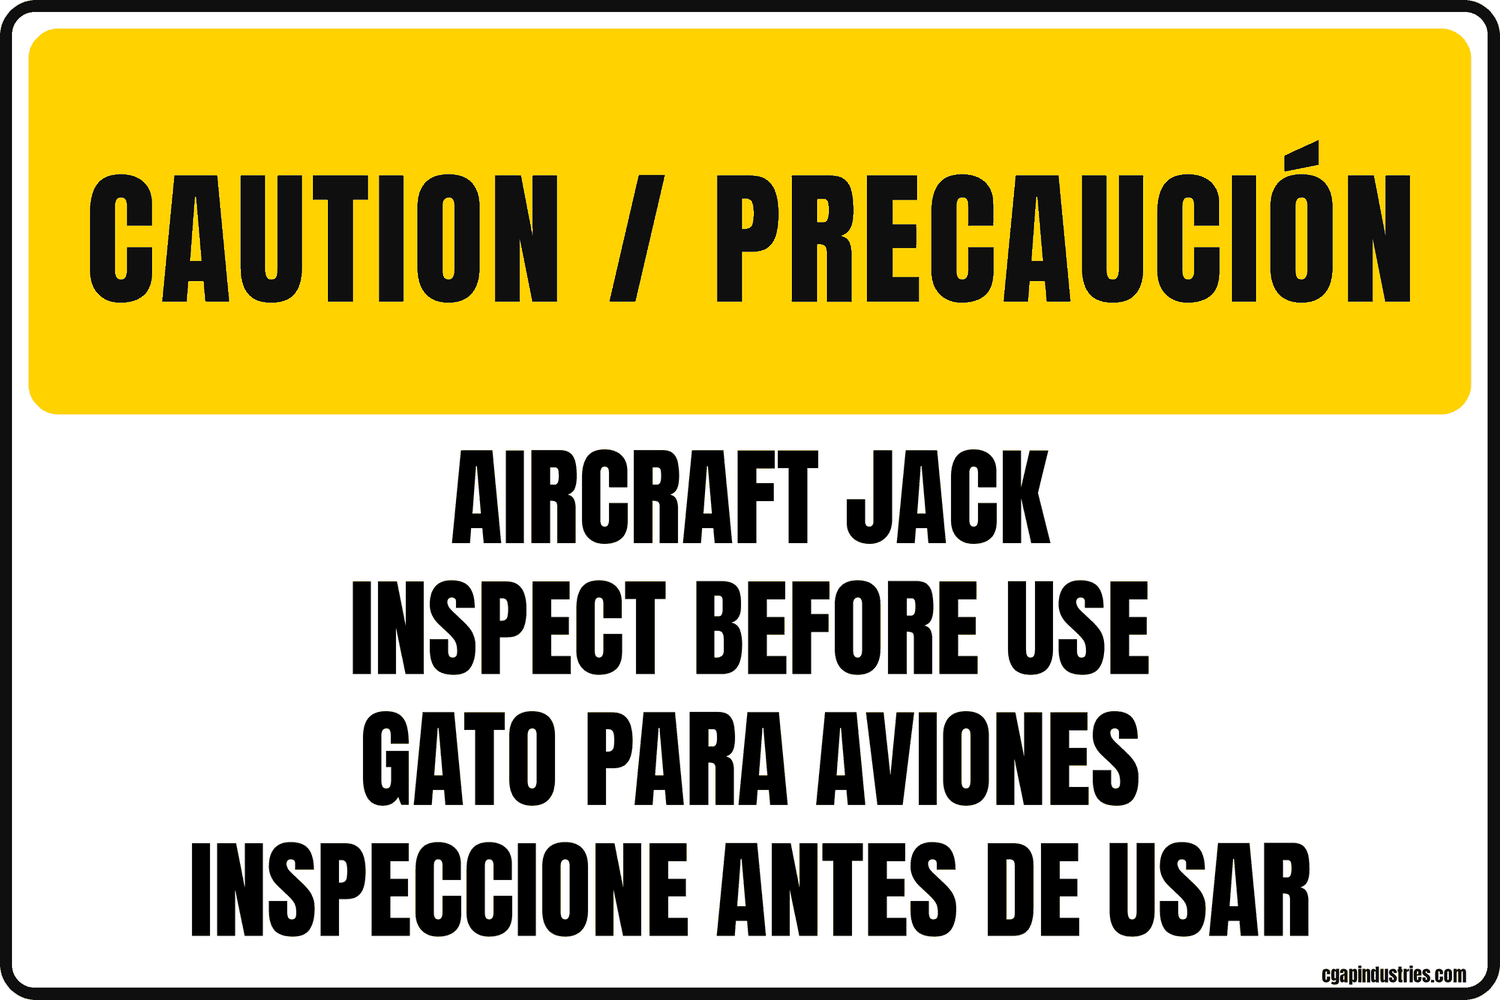 CAUTION / PRECAUCIÓN
AIRCRAFT JACK
INSPECT BEFORE USE
GATO PARA AVIONES
INSPECCIONE ANTES DE USAR
cgapindustries.com